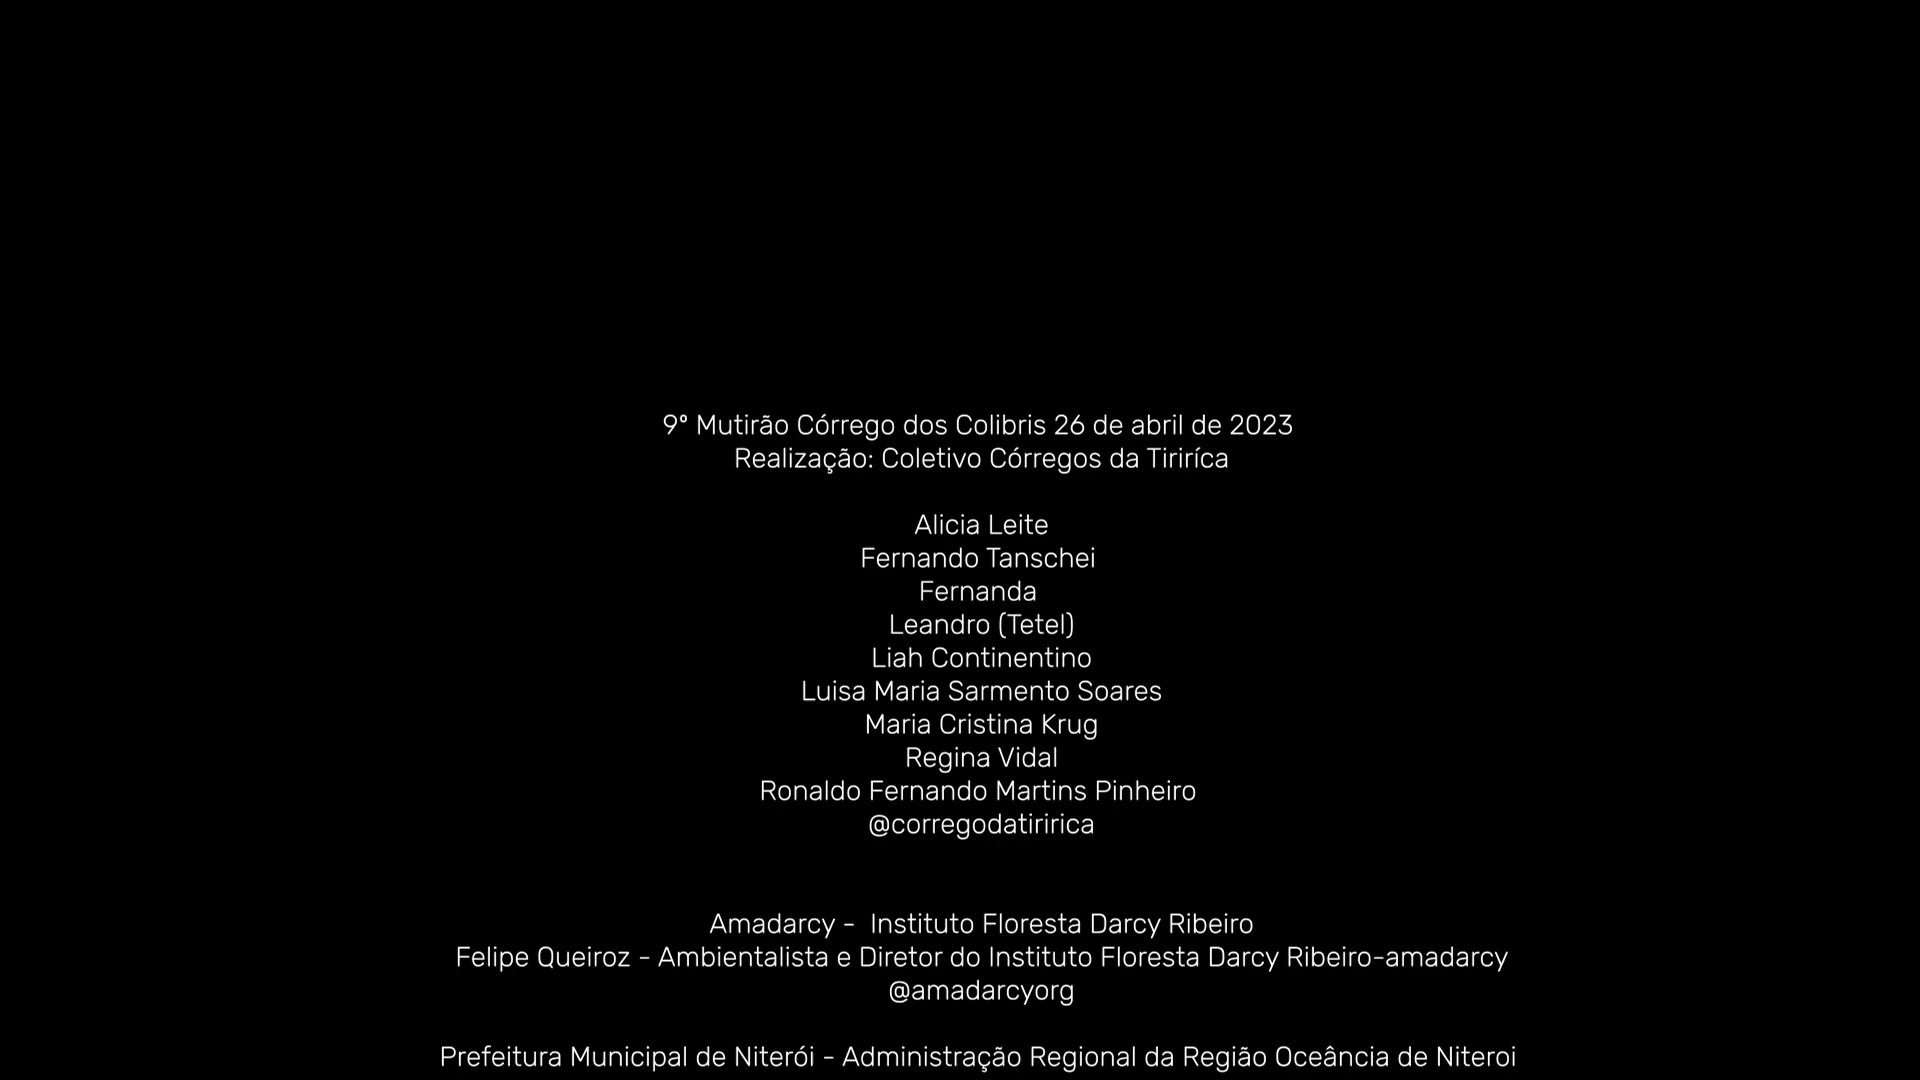 9º Mutirão Córrego dos Colibris 26 de abril de 2023
Realização: Coletivo Córregos da Tiriríca
Alicia Leite
Fernando Tanschei
Fernanda
Leandro (Tetel)
Liah Continentino
Luisa Maria Sarmento Soares
Maria Cristina Krug
Regina Vidal
Ronaldo Fernando Martins Pinheiro
@corregodatiririca
Amadarcy -  Instituto Floresta Darcy Ribeiro
Felipe Queiroz - Ambientalista e Diretor do Instituto Floresta Darcy Ribeiro-amadarcy
@amadarcyorg
Prefeitura Municipal de Niterói - Administração Regional da Região Oceância de Niteroi